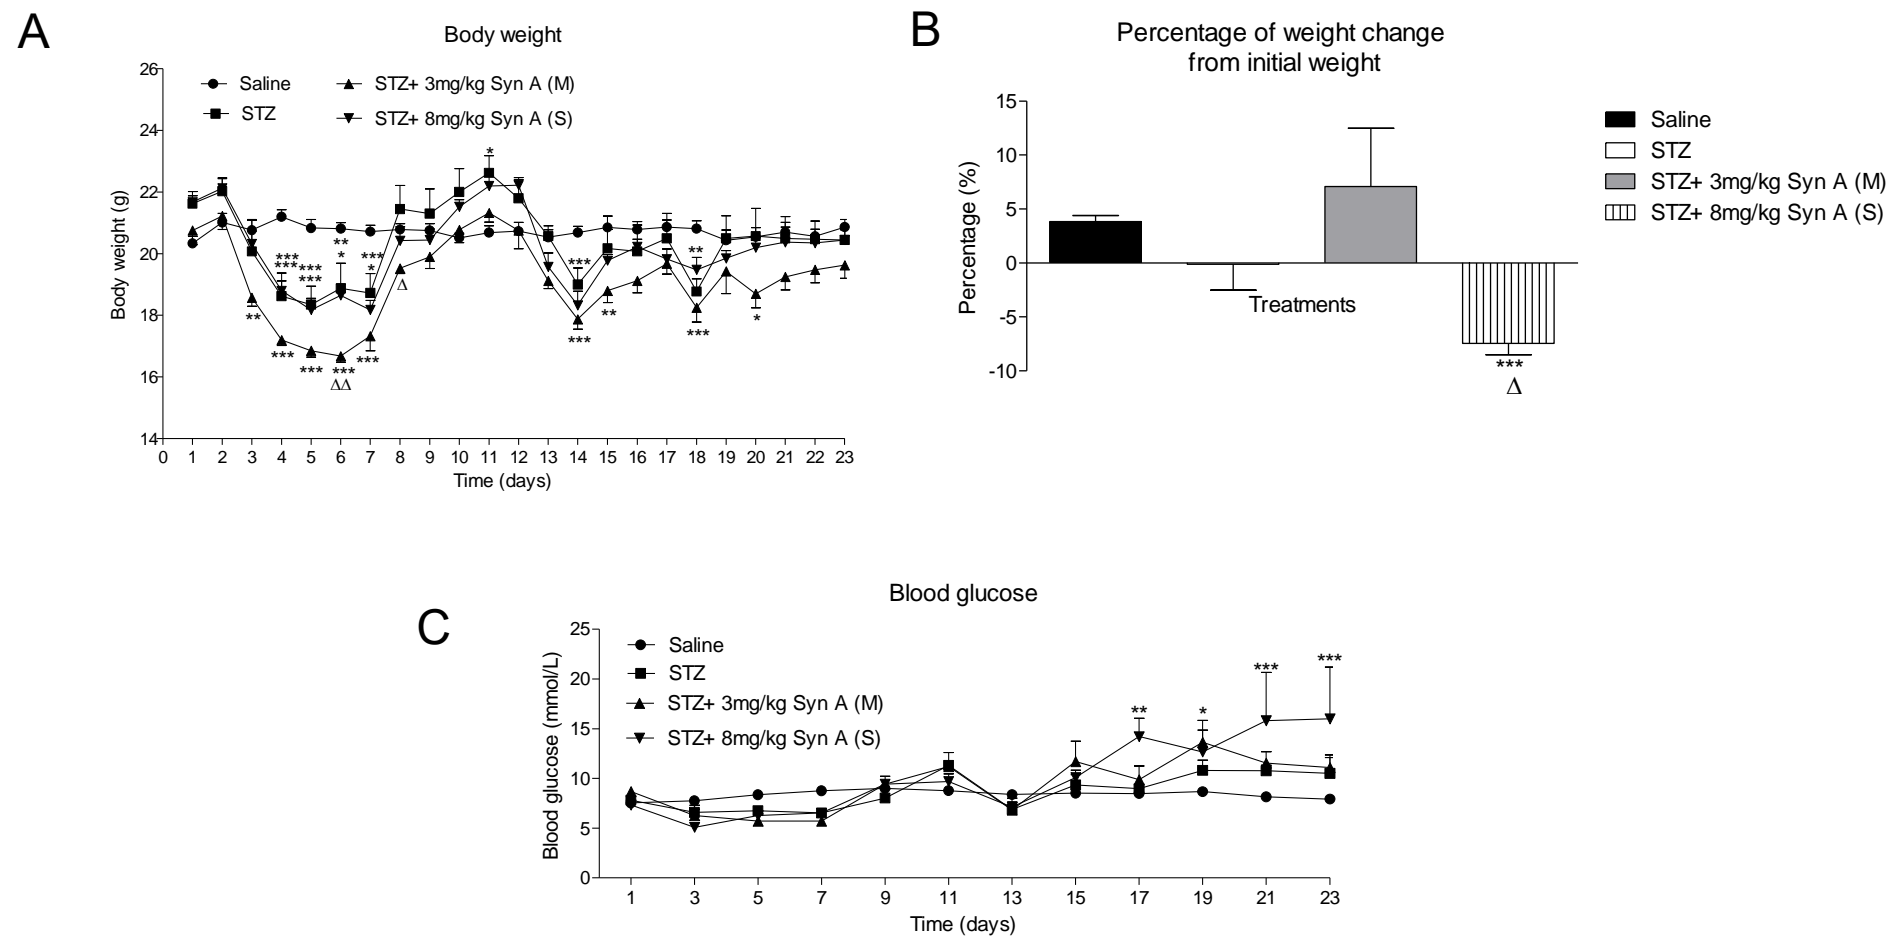 A
Body weight
26
24
22
20
18
16
14
Body weight (g)
Saline
STZ
STZ+ 3mg/kg Syn A (M)
STZ+ 8mg/kg Syn A (S)
*
**
*
***
***
***
***
***
*
**
***
***
***
ΔΔ
***
Δ
***
***
**
**
***
*
0 1 2 3 4 5 6 7 8 9 10 11 12 13 14 15 16 17 18 19 20 21 22 23
Time (days)
B
Percentage of weight change
from initial weight
15
10
5
0
-5
-10
Percentage (%)
Treatments
***
Δ
Saline
STZ
STZ+ 3mg/kg Syn A (M)
STZ+ 8mg/kg Syn A (S)
C
Blood glucose
25
20
15
10
5
0
Blood glucose (mmol/L)
Saline
STZ
STZ+ 3mg/kg Syn A (M)
STZ+ 8mg/kg Syn A (S)
**
*
***
***
1 3 5 7 9 11 13 15 17 19 21 23
Time (days)